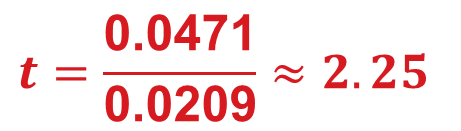 t = 0.0471 / 0.0209 ≈ 2.25